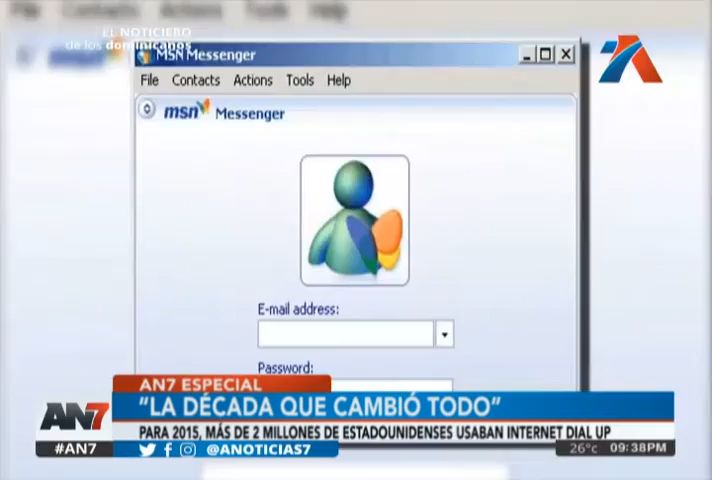 EL NOTICIERO
de los dominicanos
MSN Messenger
File Contacts Actions Tools Help
msn Messenger
E-mail address:
Password:
AN7 ESPECIAL
"LA DÉCADA QUE CAMBIÓ TODO"
PARA 2015, MÁS DE 2 MILLONES DE ESTADOUNIDENSES USABAN INTERNET DIAL UP
AN7
#AN7
@ANOTICIAS7
26°c 09:38PM